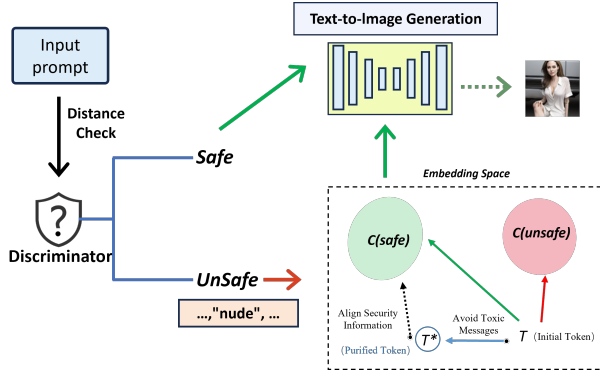 Text-to-Image Generation
Input
prompt
Distance
Check
Safe
?
Discriminator
UnSafe
...,"nude", ...
Embedding Space
C(safe)
C(unsafe)
Align Security
Information
Avoid Toxic
Messages
(Purified Token)
T*
T (Initial Token)